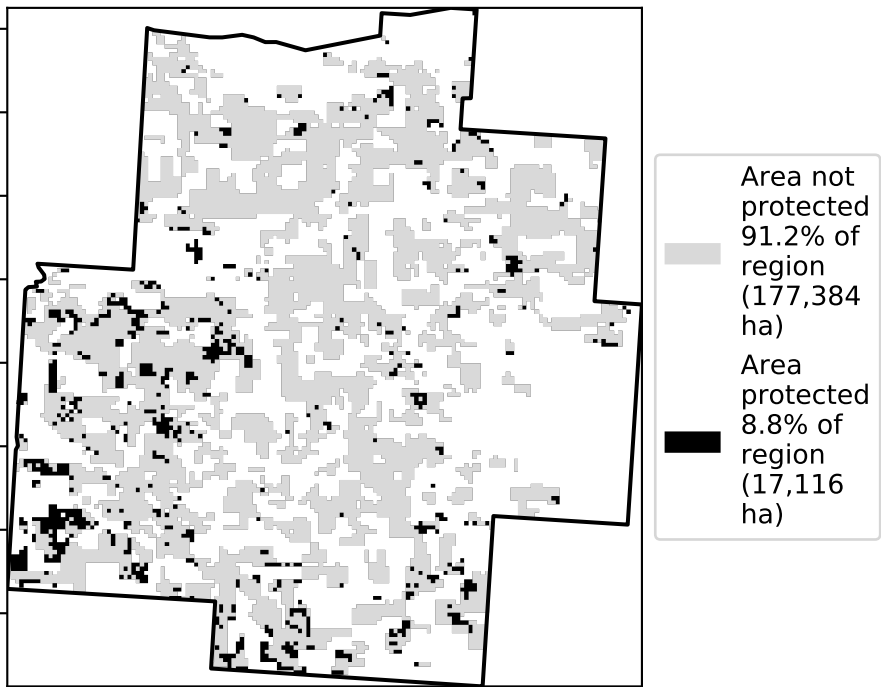 Area not
protected
91.2% of
region
(177,384
ha)
Area
protected
8.8% of
region
(17,116
ha)